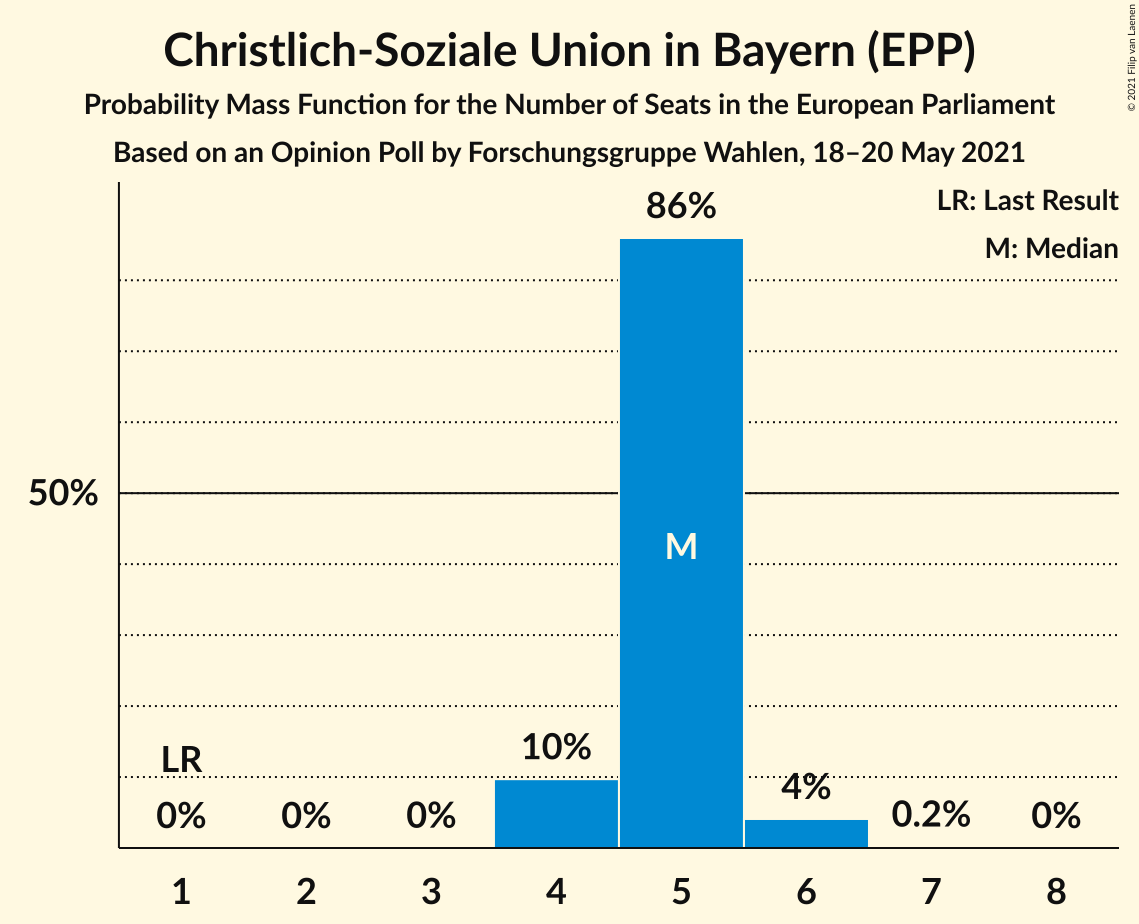 Christlich-Soziale Union in Bayern (EPP)
Probability Mass Function for the Number of Seats in the European Parliament
Based on an Opinion Poll by Forschungsgruppe Wahlen, 18–20 May 2021
© 2021 Filip van Laenen
LR: Last Result
M: Median
86%
50%
M
LR
10%
4%
0% 0% 0% 0.2% 0%
1 2 3 4 5 6 7 8